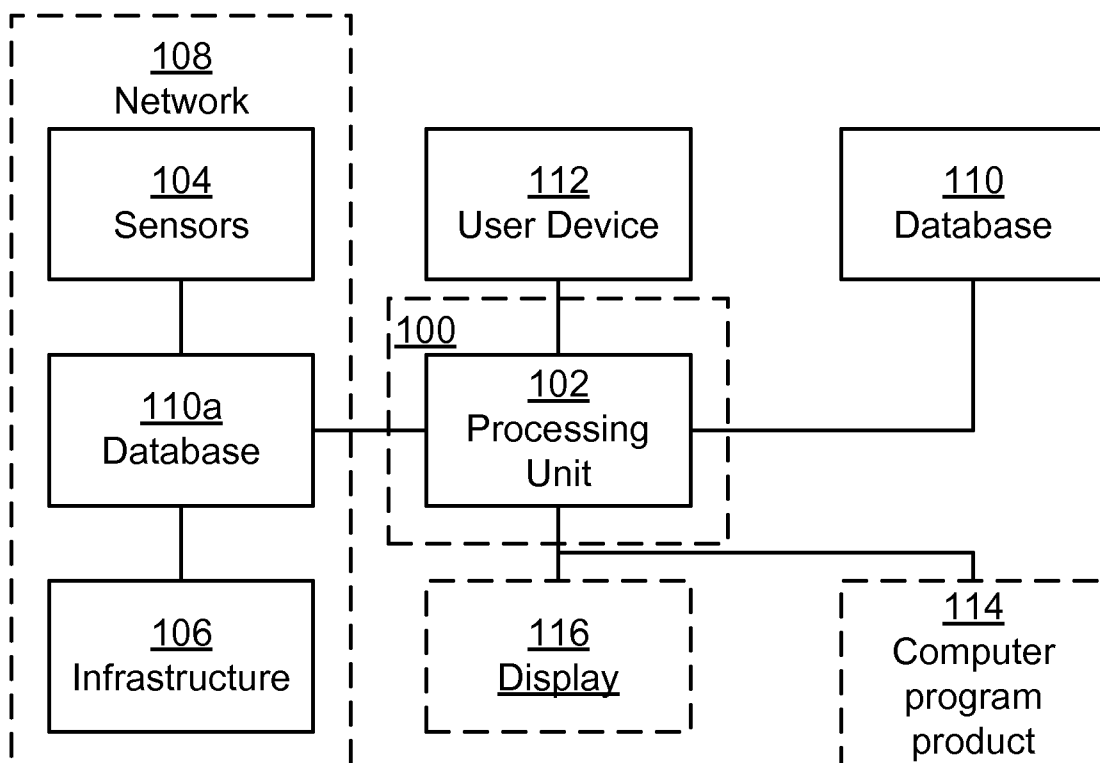 108
Network
104
Sensors
112
User Device
110
Database
100
110a
Database
102
Processing
Unit
106
Infrastructure
116
Display
114
Computer
program
product